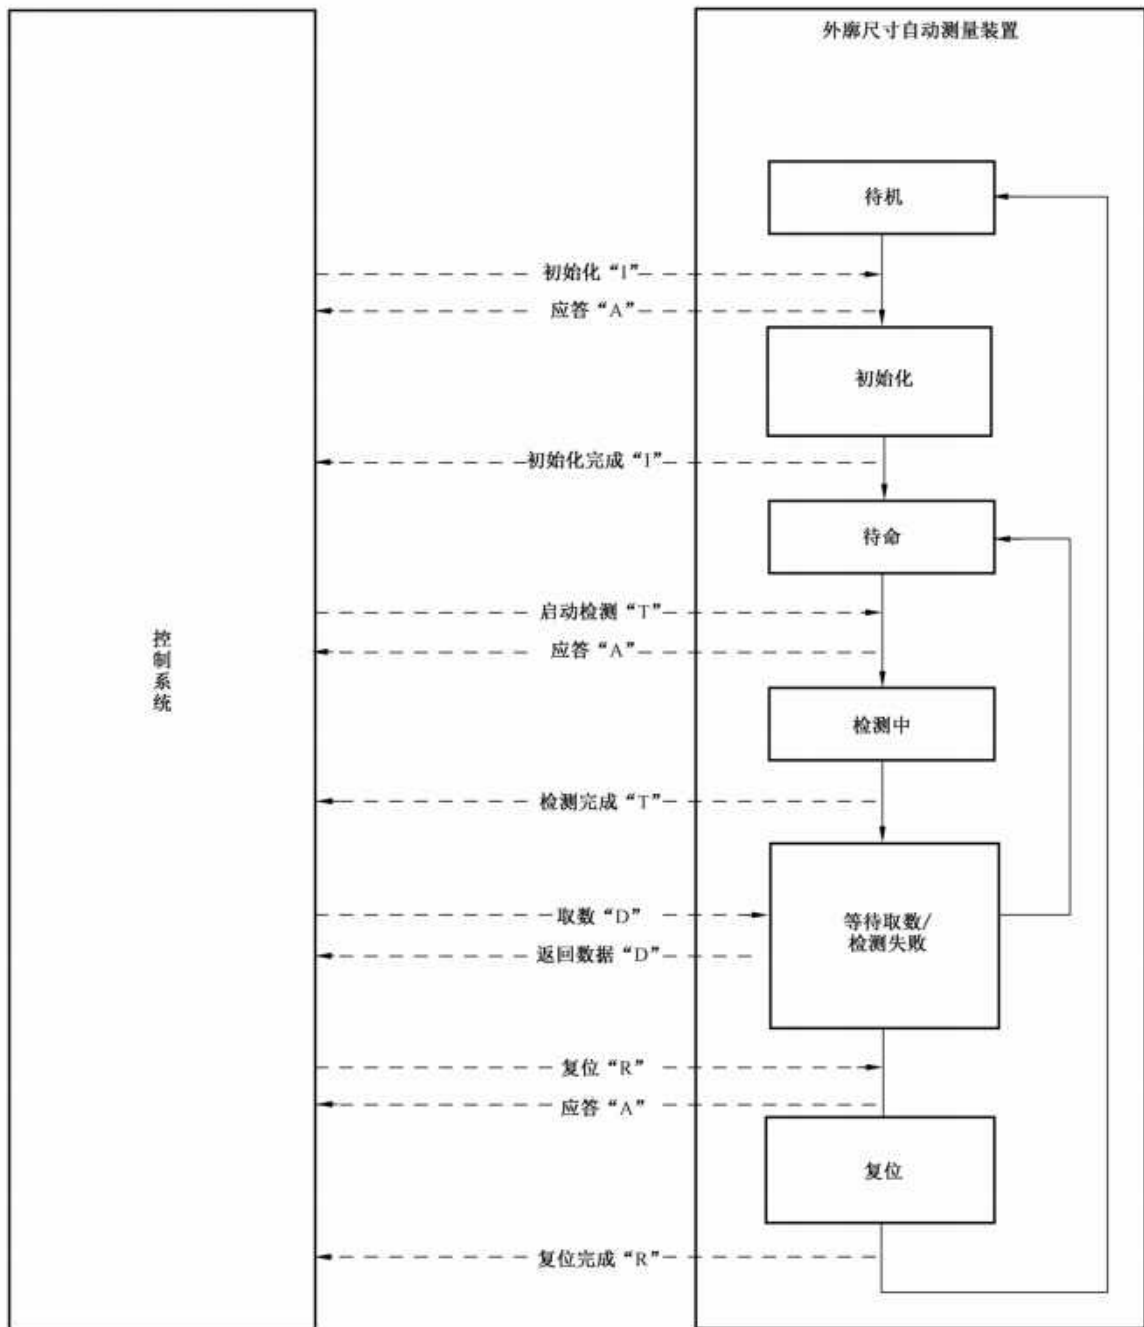 外廓尺寸自动测量装置
待机
初始化“I”
应答“A”
初始化
初始化完成“I”
待命
启动检测“T”
应答“A”
控制系统
检测中
检测完成“T”
取数“D”
等待取数/
检测失败
返回数据“D”
复位“R”
应答“A”
复位
复位完成“R”